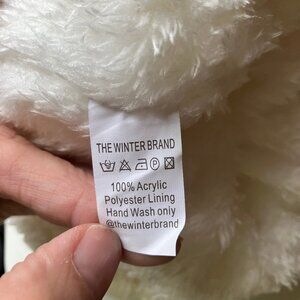 THE WINTER BRAND
100% Acrylic
Polyester Lining
Hand Wash only
@thewinterbrand